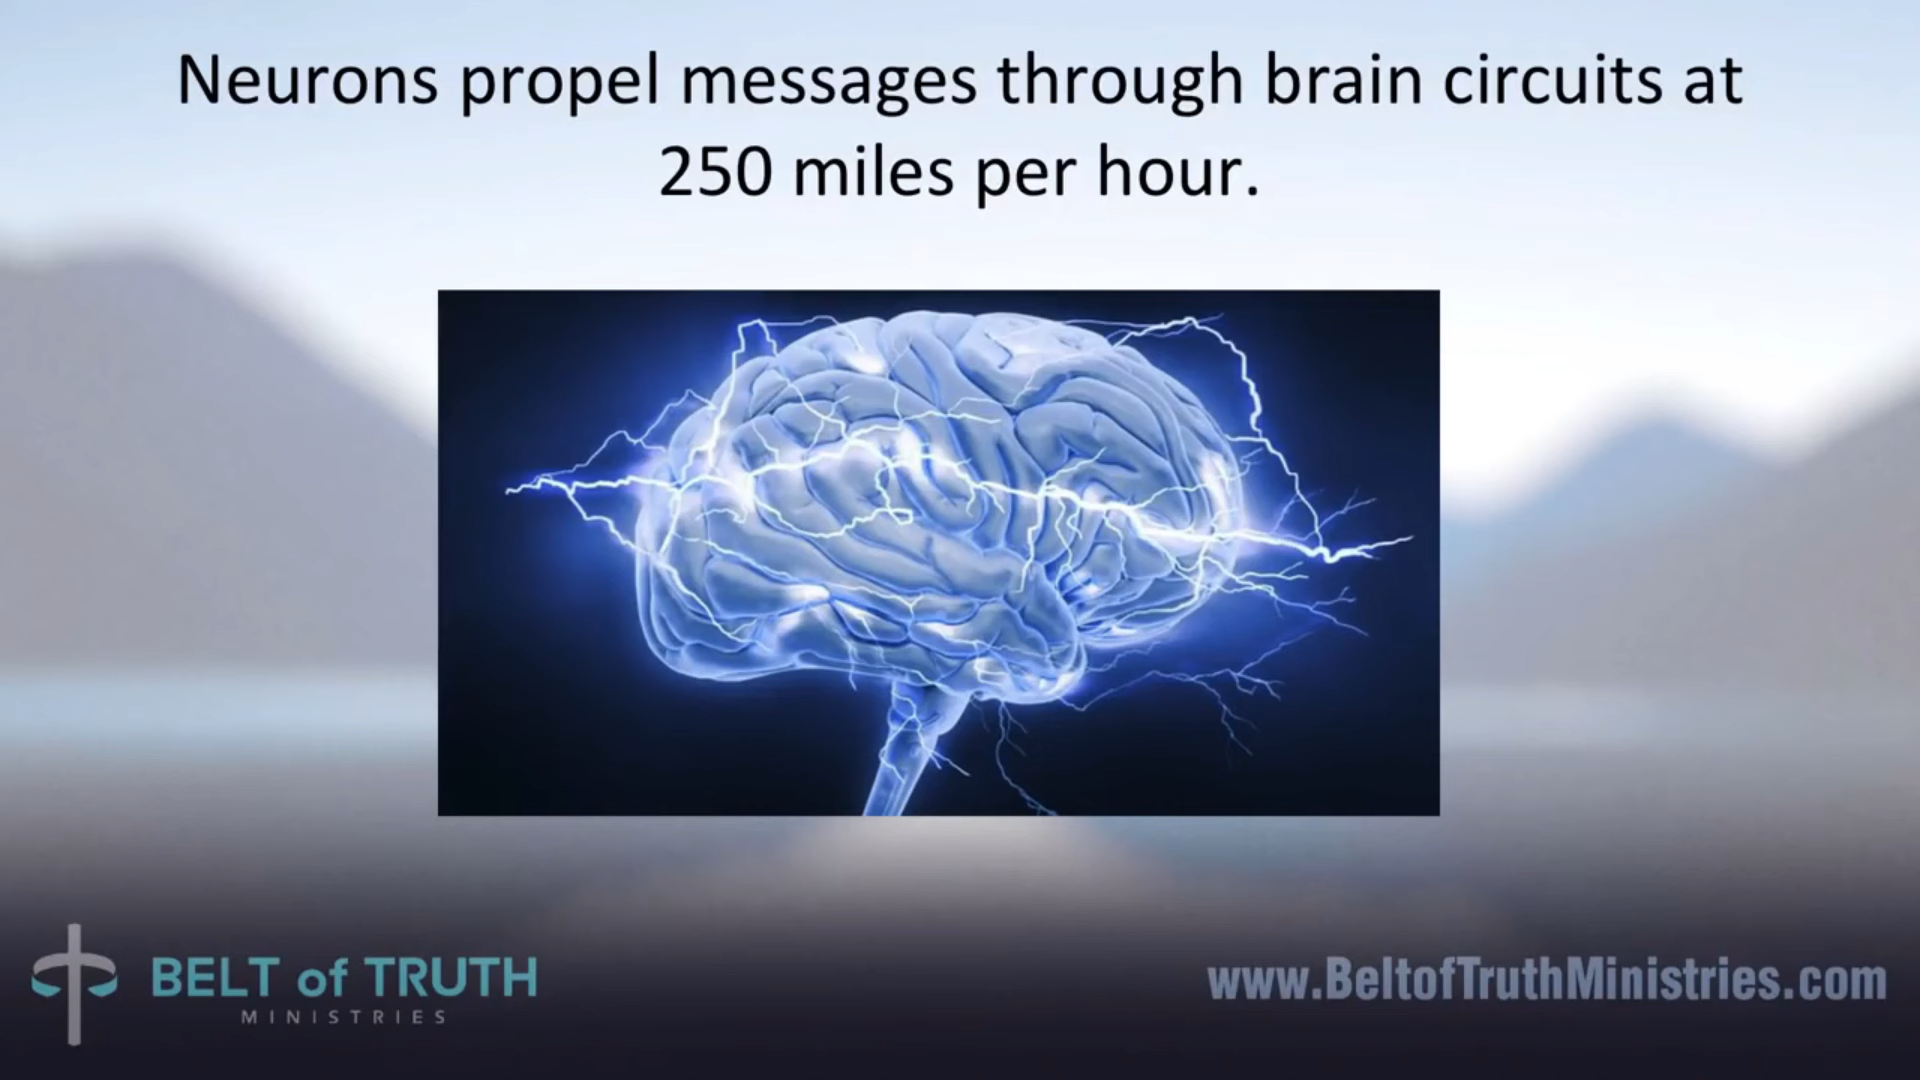 Neurons propel messages through brain circuits at
250 miles per hour.
BELT of TRUTH
MINISTRIES
www.BeltofTruthMinistries.com